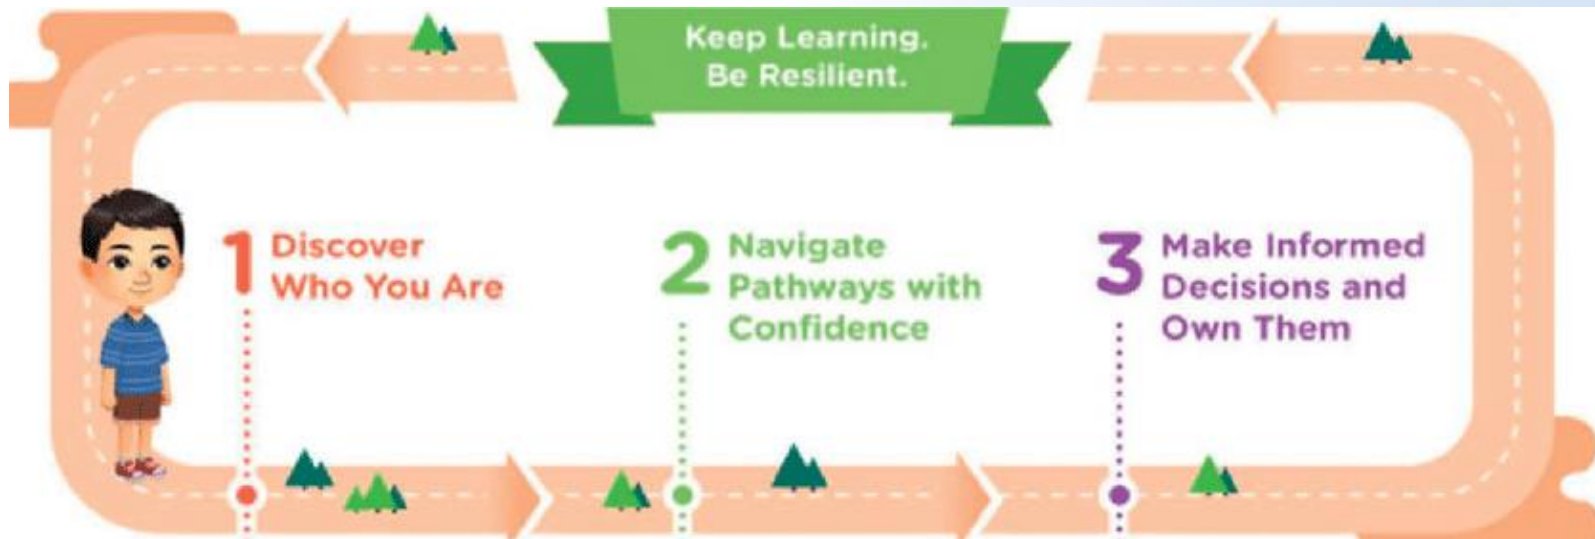 Keep Learning.
Be Resilient.
1 Discover
Who You Are
2 Navigate
Pathways with
Confidence
3 Make Informed
Decisions and
Own Them